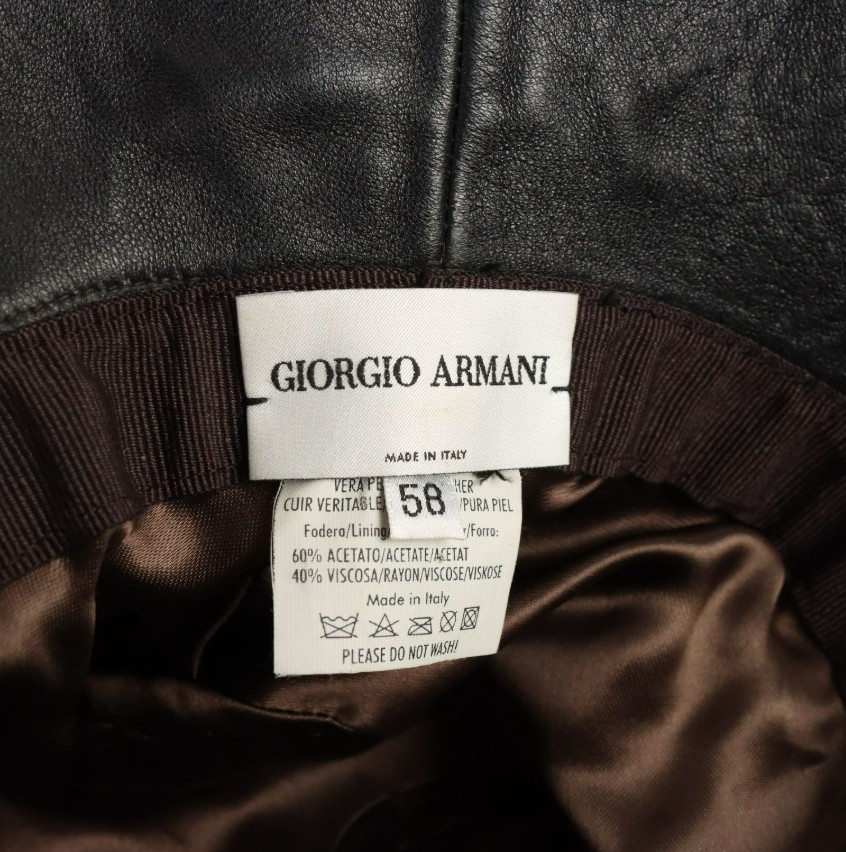 GIORGIO ARMANI
MADE IN ITALY
58
VERA
CUIR VERITABLE/ /PURA PIEL
Fodera/Lining/ Forro:
60% ACETATO/ACETATE/ACETAT
40% VISCOSA/RAYON/VISCOSE/VISKOSE
Made in Italy
PLEASE DO NOT WASH!